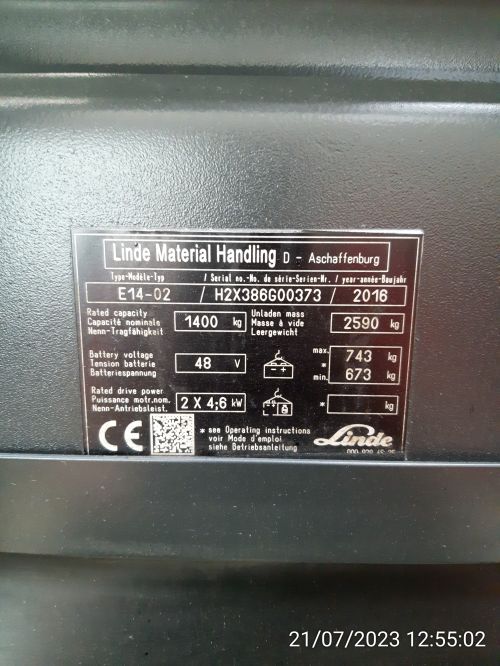 Linde Material Handling D - Aschaffenburg
Type-Modèle-Typ / Serial no.-No. de série-Serien-Nr. / year-année-Baujahr
E14-02 / H2X386G00373 / 2016
Rated capacity
Capacité nominale
Nenn-Tragfähigkeit
1400 kg
Unladen mass
Masse à vide
Leergewicht
2590 kg
Battery voltage
Tension batterie
Batteriespannung
48 V
max. 743 kg
*
min. 673 kg
Rated drive power
Puissance motr.nom.
Nenn-Antriebsleist.
2 X 4;6 kW
* kg
CE
* see Operating instructions
voir Mode d'emploi
siehe Betriebsanleitung
Linde
21/07/2023 12:55:02